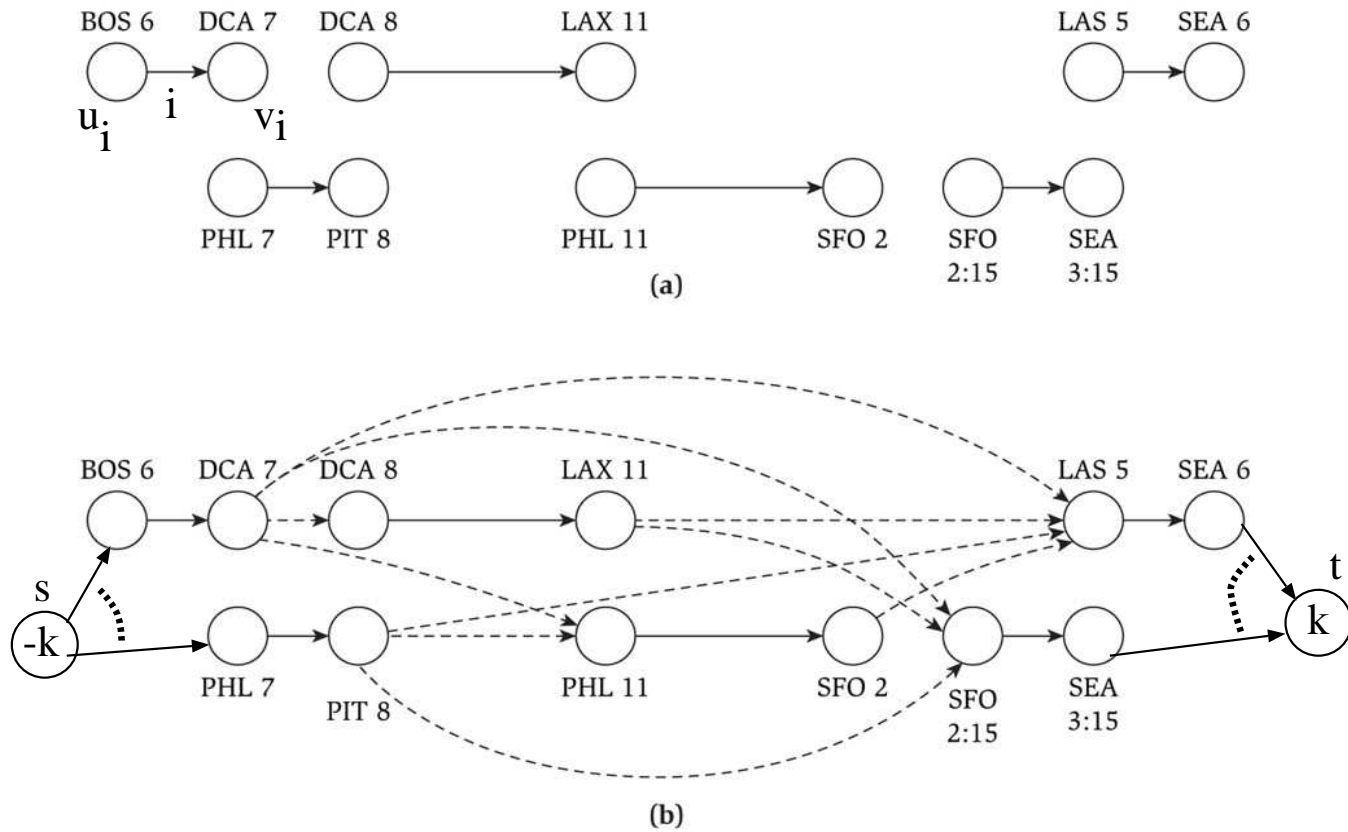 BOS 6 DCA 7 DCA 8 LAX 11 LAS 5 SEA 6
u_i i v_i
PHL 7 PIT 8 PHL 11 SFO 2 SFO 2:15 SEA 3:15
(a)
BOS 6 DCA 7 DCA 8 LAX 11 LAS 5 SEA 6
s t
-k k
PHL 7 PIT 8 PHL 11 SFO 2 SFO 2:15 SEA 3:15
(b)